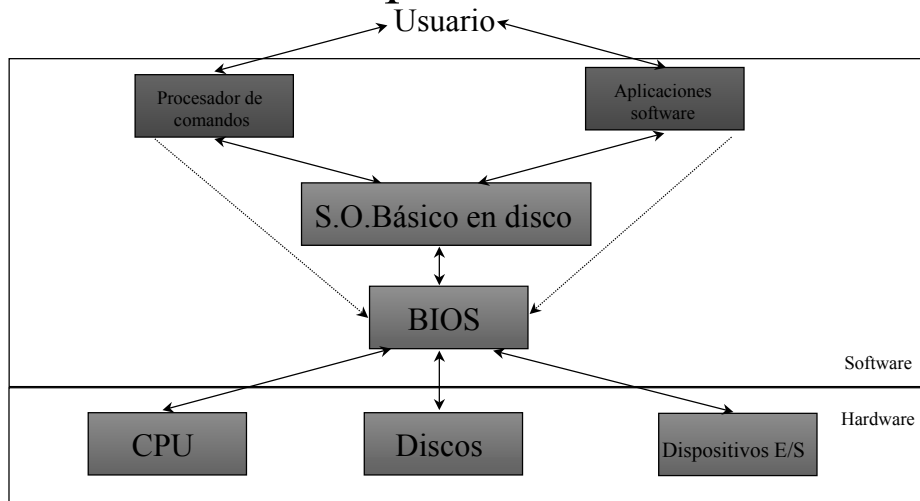 Usuario
Procesador de
comandos
Aplicaciones
software
S.O.Básico en disco
BIOS
Software
Hardware
CPU
Discos
Dispositivos E/S